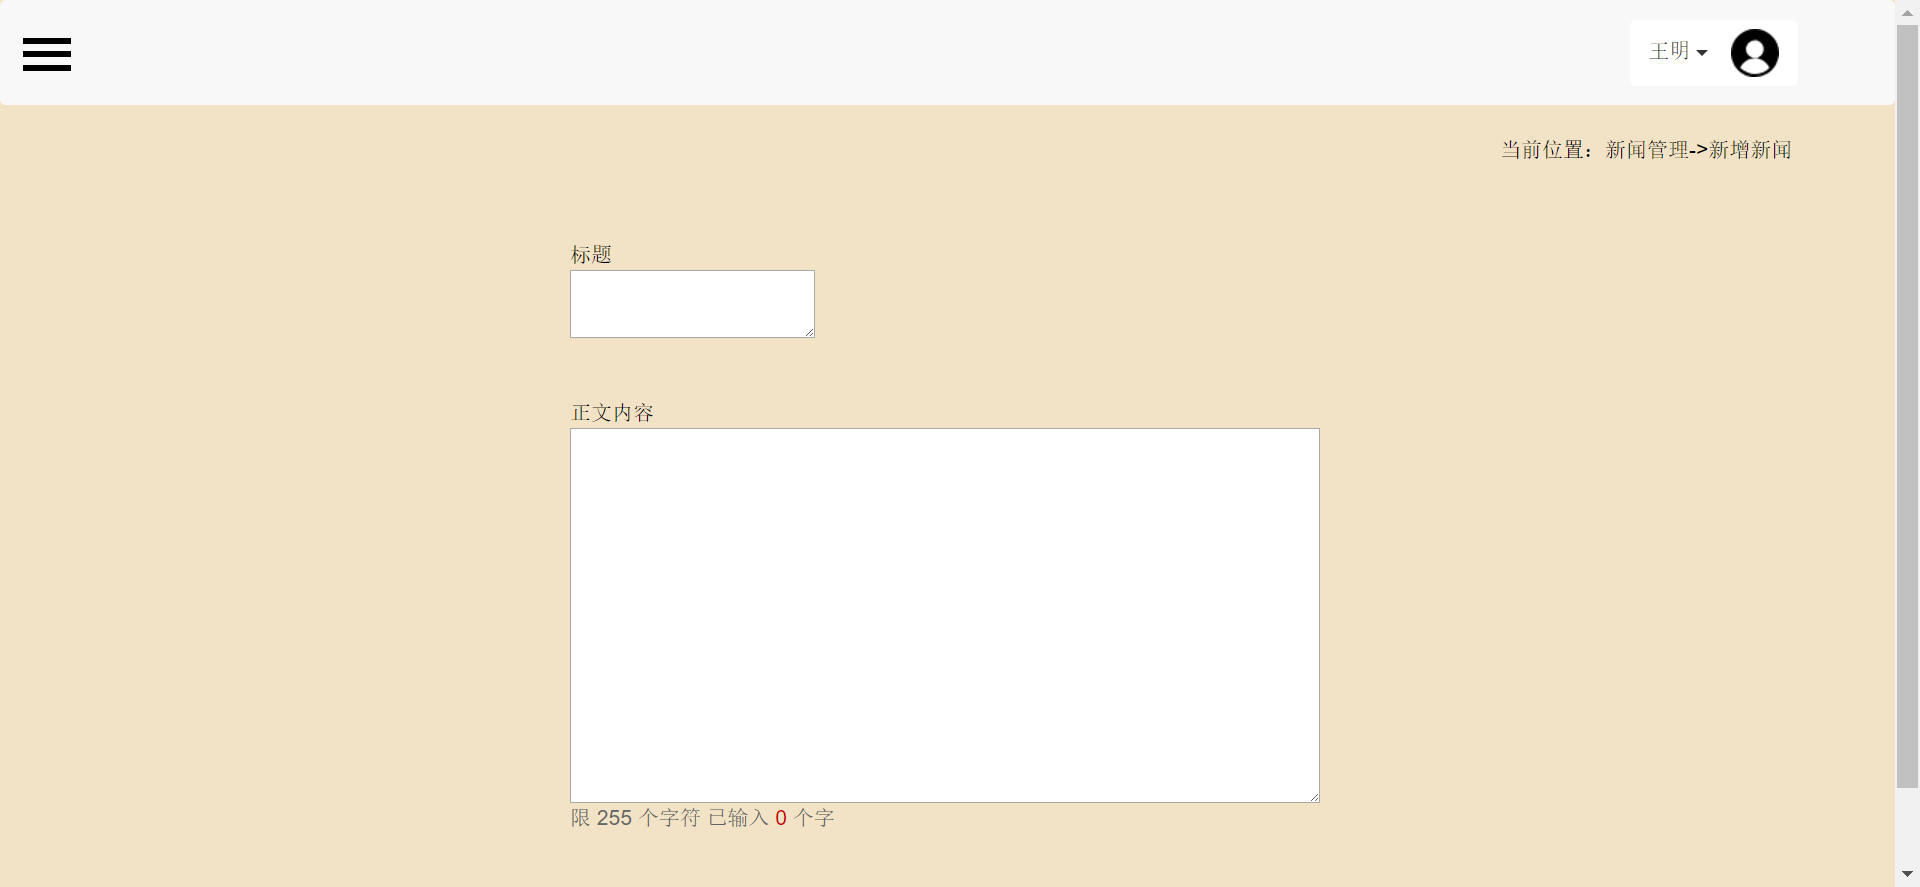 王明
当前位置：新闻管理->新增新闻
标题
正文内容
限 255 个字符 已输入 0 个字